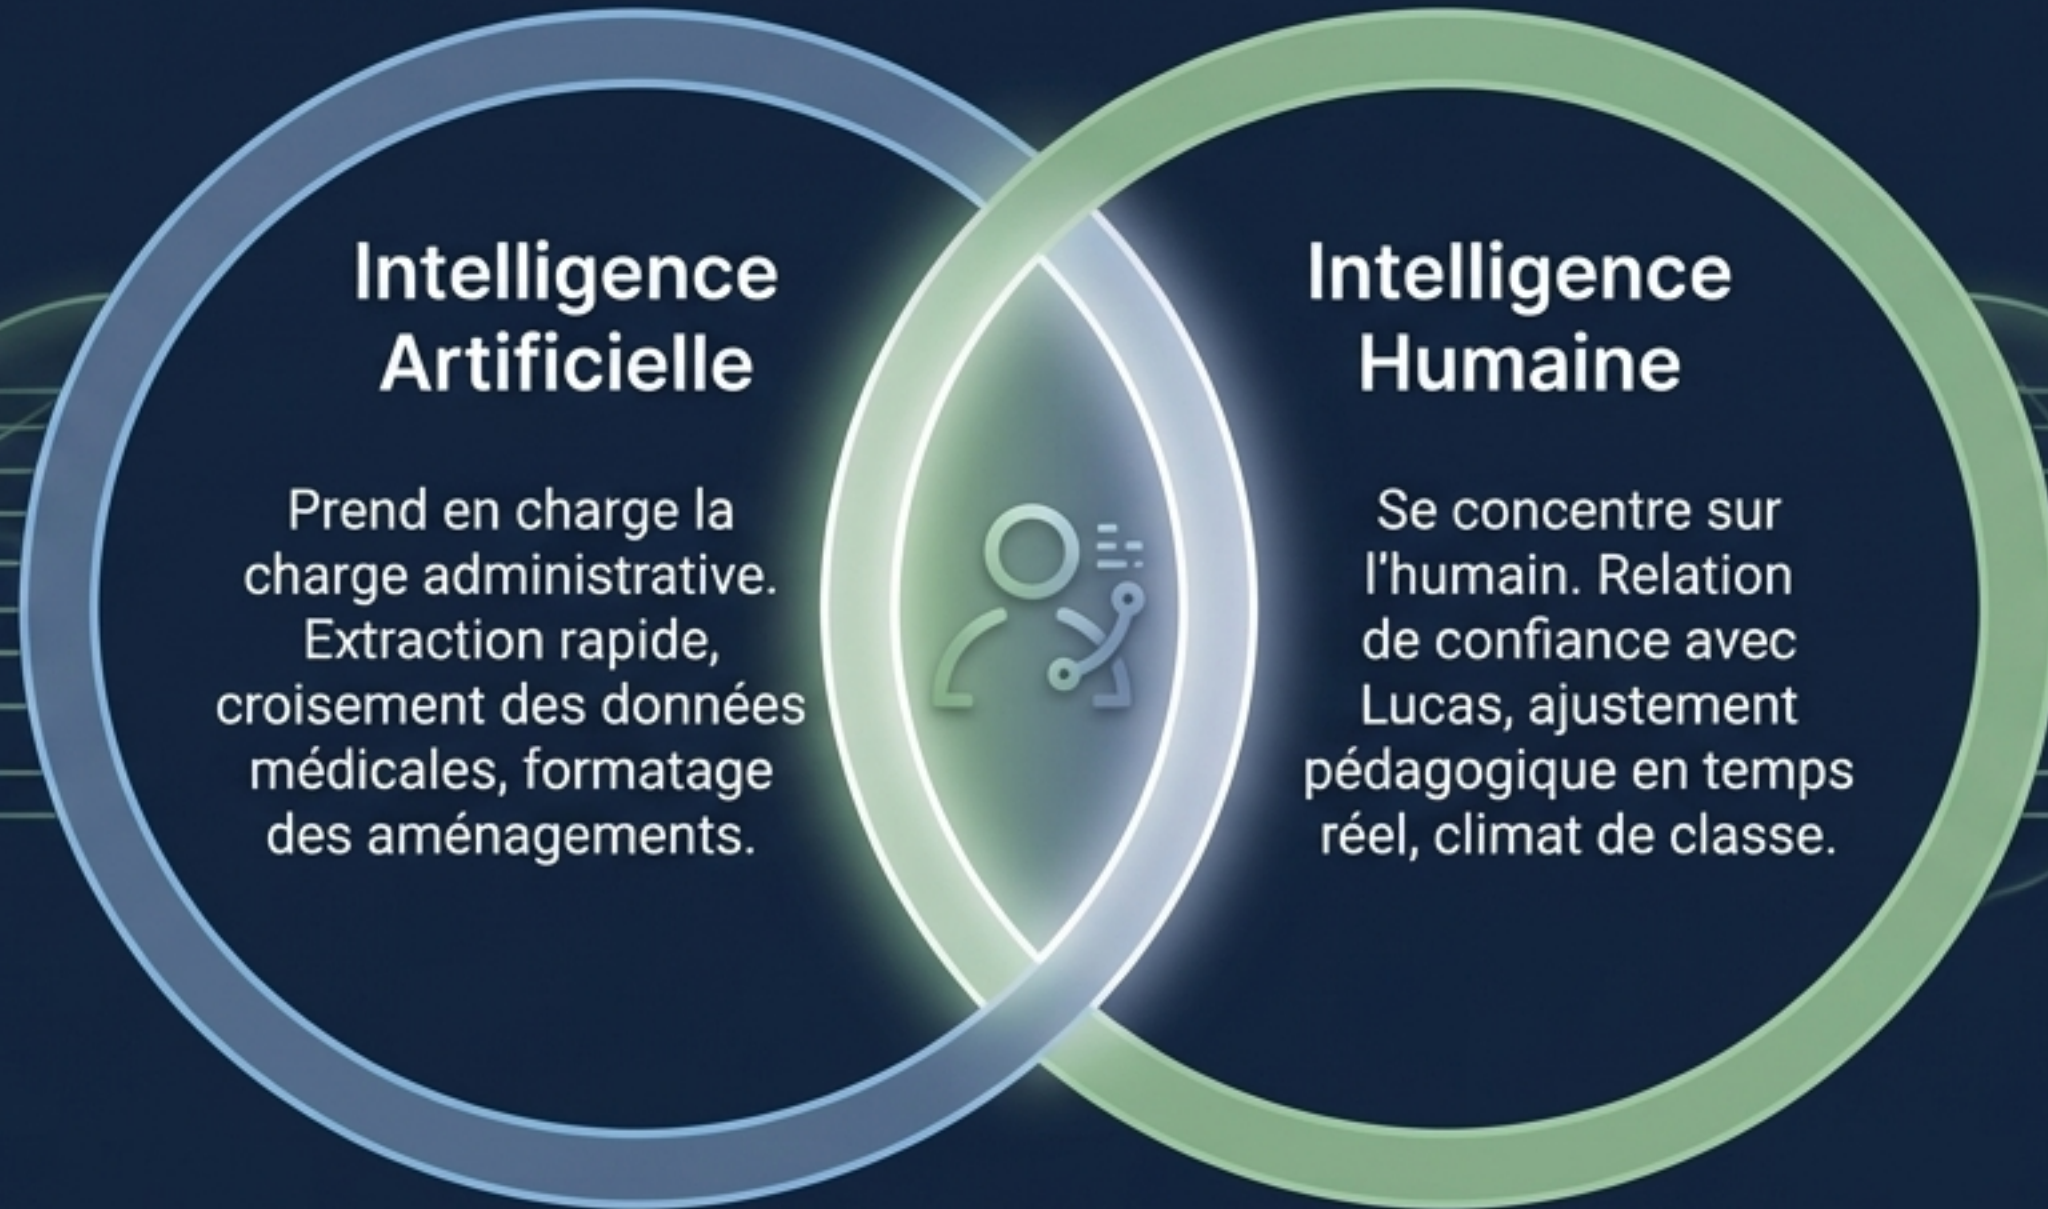 Intelligence
Artificielle
Prend en charge la
charge administrative.
Extraction rapide,
croisement des données
médicales, formatage
des aménagements.
Intelligence
Humaine
Se concentre sur
l'humain. Relation
de confiance avec
Lucas, ajustement
pédagogique en temps
réel, climat de classe.